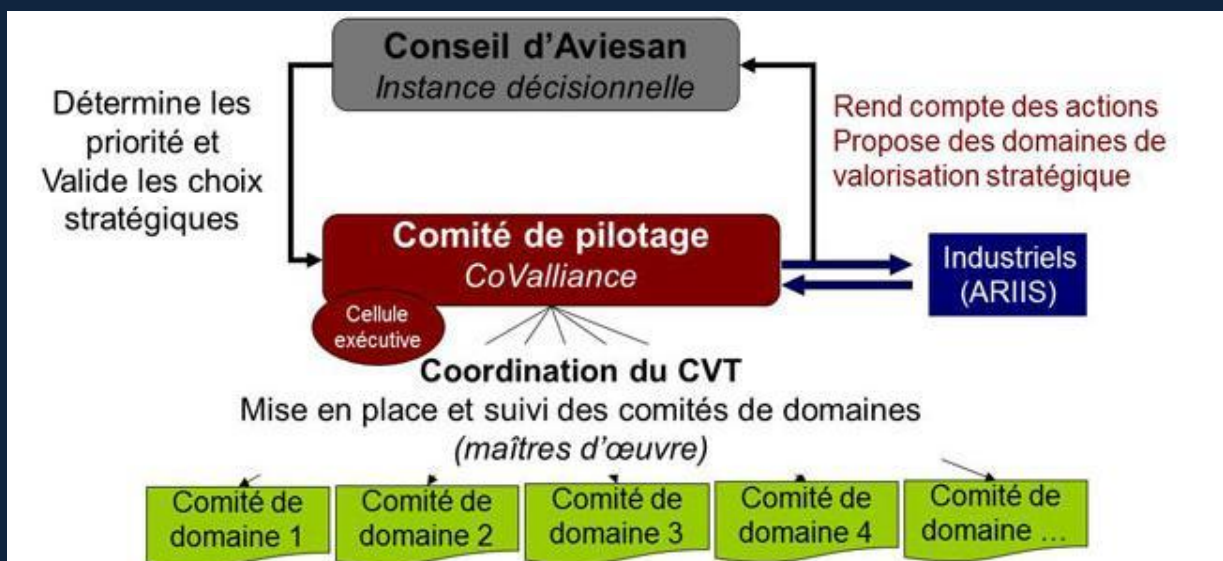 Conseil d'Aviesan
Instance décisionnelle
Détermine les
priorité et
Valide les choix
stratégiques
Rend compte des actions
Propose des domaines de
valorisation stratégique
Comité de pilotage
CoValliance
Industriels
(ARIIS)
Cellule
exécutive
Coordination du CVT
Mise en place et suivi des comités de domaines
(maîtres d'œuvre)
Comité de
domaine 1
Comité de
domaine 2
Comité de
domaine 3
Comité de
domaine 4
Comité de
domaine ...